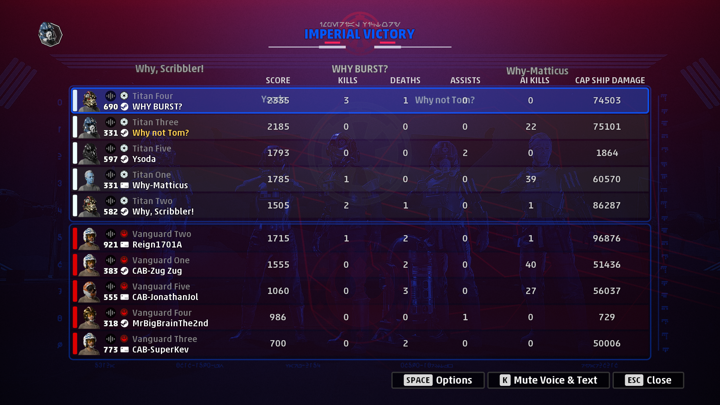 IMPERIAL VICTORY
Why, Scribbler!
WHY BURST?
Why-Matticus
SCORE KILLS DEATHS ASSISTS AI KILLS CAP SHIP DAMAGE
Titan Four
690 WHY BURST? 2335 3 1 0 0 74503
Why not Tom?
Titan Three
331 Why not Tom? 2185 0 0 0 22 75101
Titan Five
597 Ysoda 1793 0 0 2 0 1864
Titan One
331 Why-Matticus 1785 1 0 0 39 60570
Titan Two
582 Why, Scribbler! 1505 2 1 0 1 86287
Vanguard Two
921 Reign1701A 1715 1 2 0 1 96876
Vanguard One
383 CAB-Zug Zug 1555 0 2 0 40 51436
Vanguard Five
555 CAB-JonathanJol 1060 0 3 0 27 56037
Vanguard Four
318 MrBigBrainThe2nd 986 0 0 1 0 729
Vanguard Three
773 CAB-SuperKev 700 0 2 0 0 50006
SPACE Options
K Mute Voice & Text
ESC Close